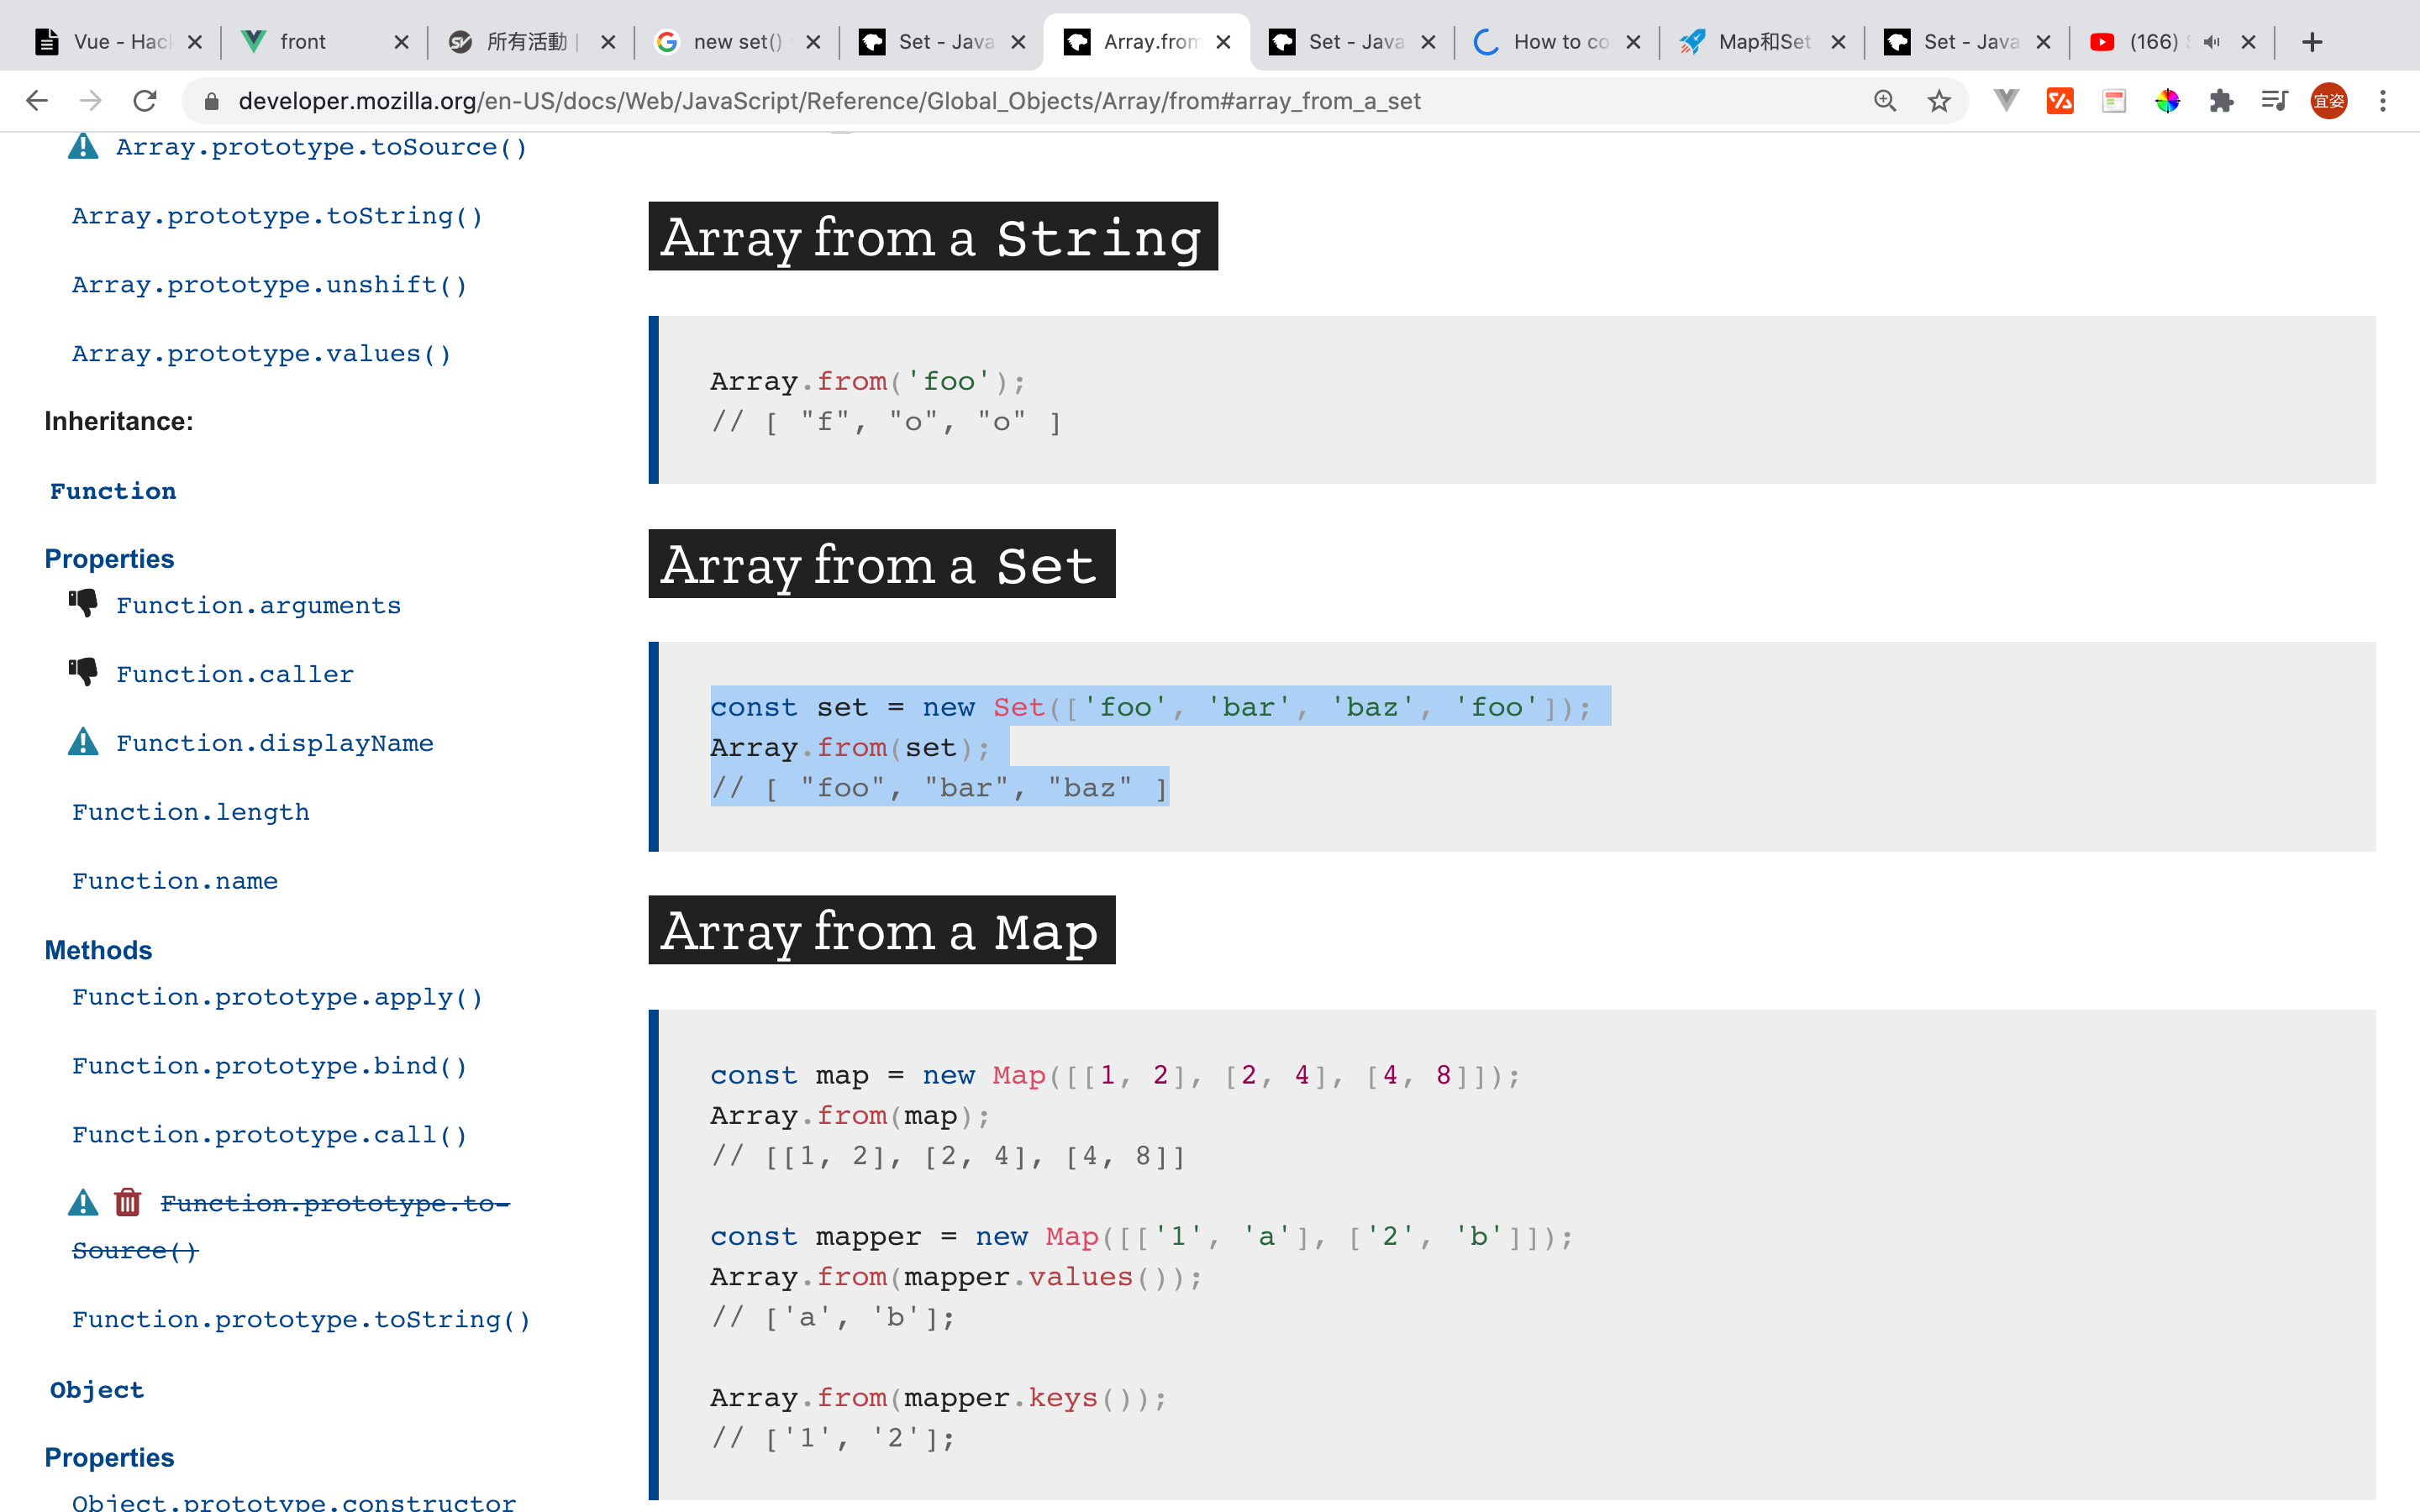 Vue - Hac
front
所有活動 |
new set()
Set - Java
Array.from
Set - Java
How to co
Map和Set
Set - Java
(166)
developer.mozilla.org/en-US/docs/Web/JavaScript/Reference/Global_Objects/Array/from#array_from_a_set
宜姿
Array.prototype.toSource()
Array.prototype.toString()
Array.prototype.unshift()
Array.prototype.values()
Inheritance:
Function
Properties
Function.arguments
Function.caller
Function.displayName
Function.length
Function.name
Methods
Function.prototype.apply()
Function.prototype.bind()
Function.prototype.call()
Function.prototype.to-
Source()
Function.prototype.toString()
Object
Properties
Object.prototype.constructor
Array from a String
Array.from('foo');
// [ "f", "o", "o" ]
Array from a Set
const set = new Set(['foo', 'bar', 'baz', 'foo']);
Array.from(set);
// [ "foo", "bar", "baz" ]
Array from a Map
const map = new Map([[1, 2], [2, 4], [4, 8]]);
Array.from(map);
// [[1, 2], [2, 4], [4, 8]]
const mapper = new Map([['1', 'a'], ['2', 'b']]);
Array.from(mapper.values());
// ['a', 'b'];
Array.from(mapper.keys());
// ['1', '2'];